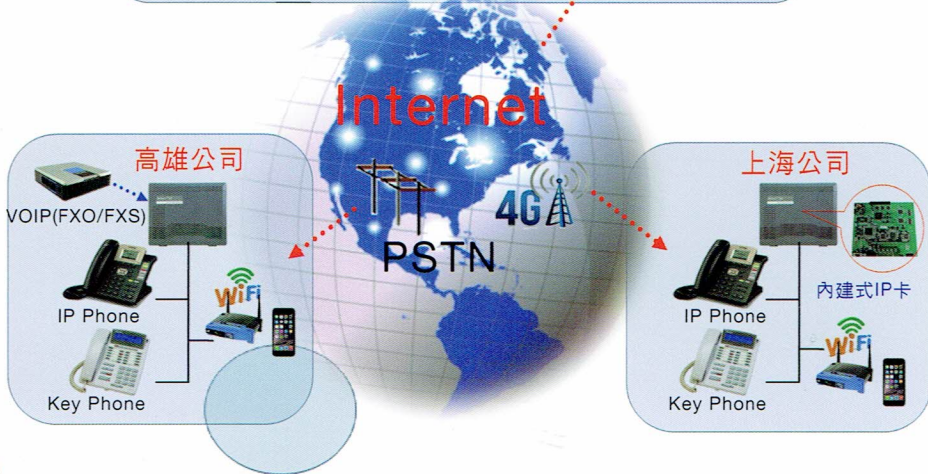 Internet
高雄公司
VOIP(FXO/FXS)
IP Phone
WiFi
Key Phone
PSTN
4G
上海公司
內建式IP卡
IP Phone
WiFi
Key Phone